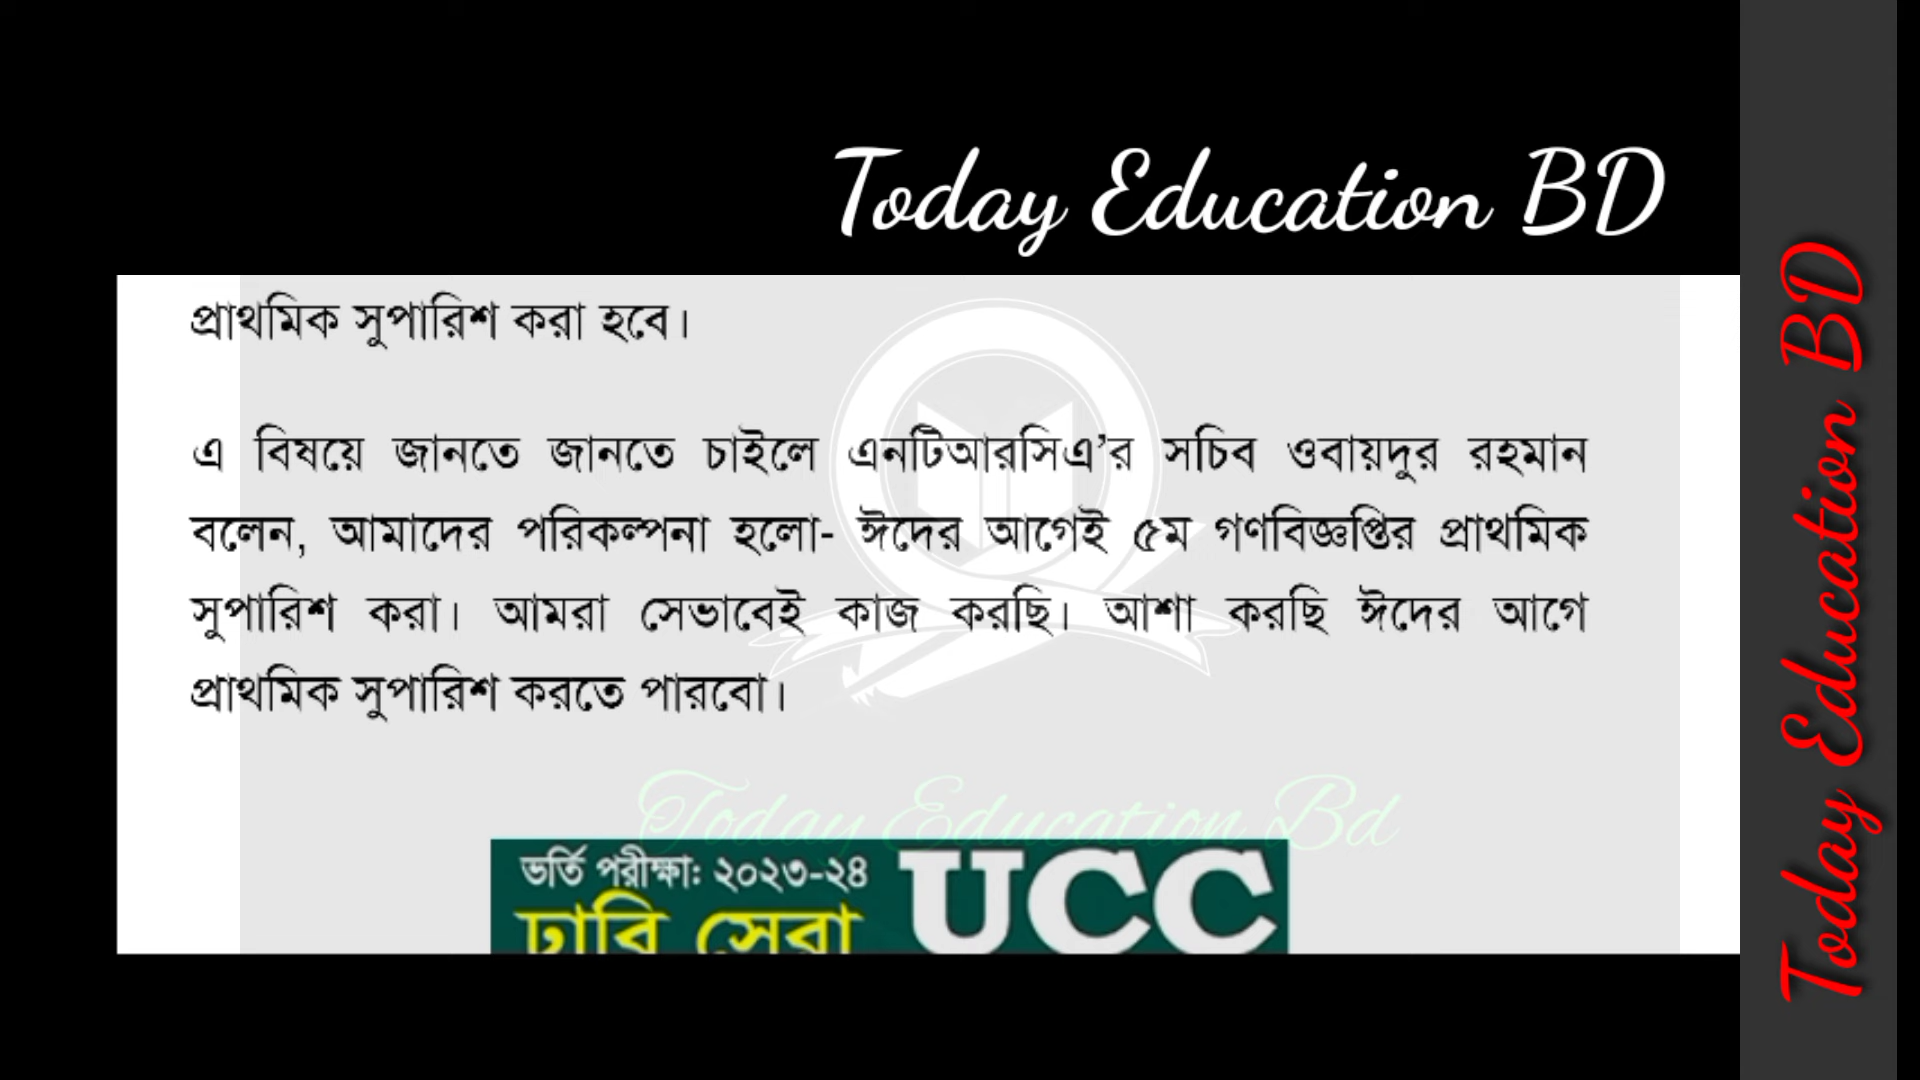 Today Education BD
প্রাথমিক সুপারিশ করা হবে।
এ বিষয়ে জানতে জানতে চাইলে এনটিআরসিএ’র সচিব ওবায়দুর রহমান
বলেন, আমাদের পরিকল্পনা হলো- ঈদের আগেই ৫ম গণবিজ্ঞপ্তির প্রাথমিক
সুপারিশ করা। আমরা সেভাবেই কাজ করছি। আশা করছি ঈদের আগে
প্রাথমিক সুপারিশ করতে পারবো।
Today Education Bd
ভর্তি পরীক্ষাঃ ২০২৩-২৪
ঢাবি সেরা
UCC
Today Education BD